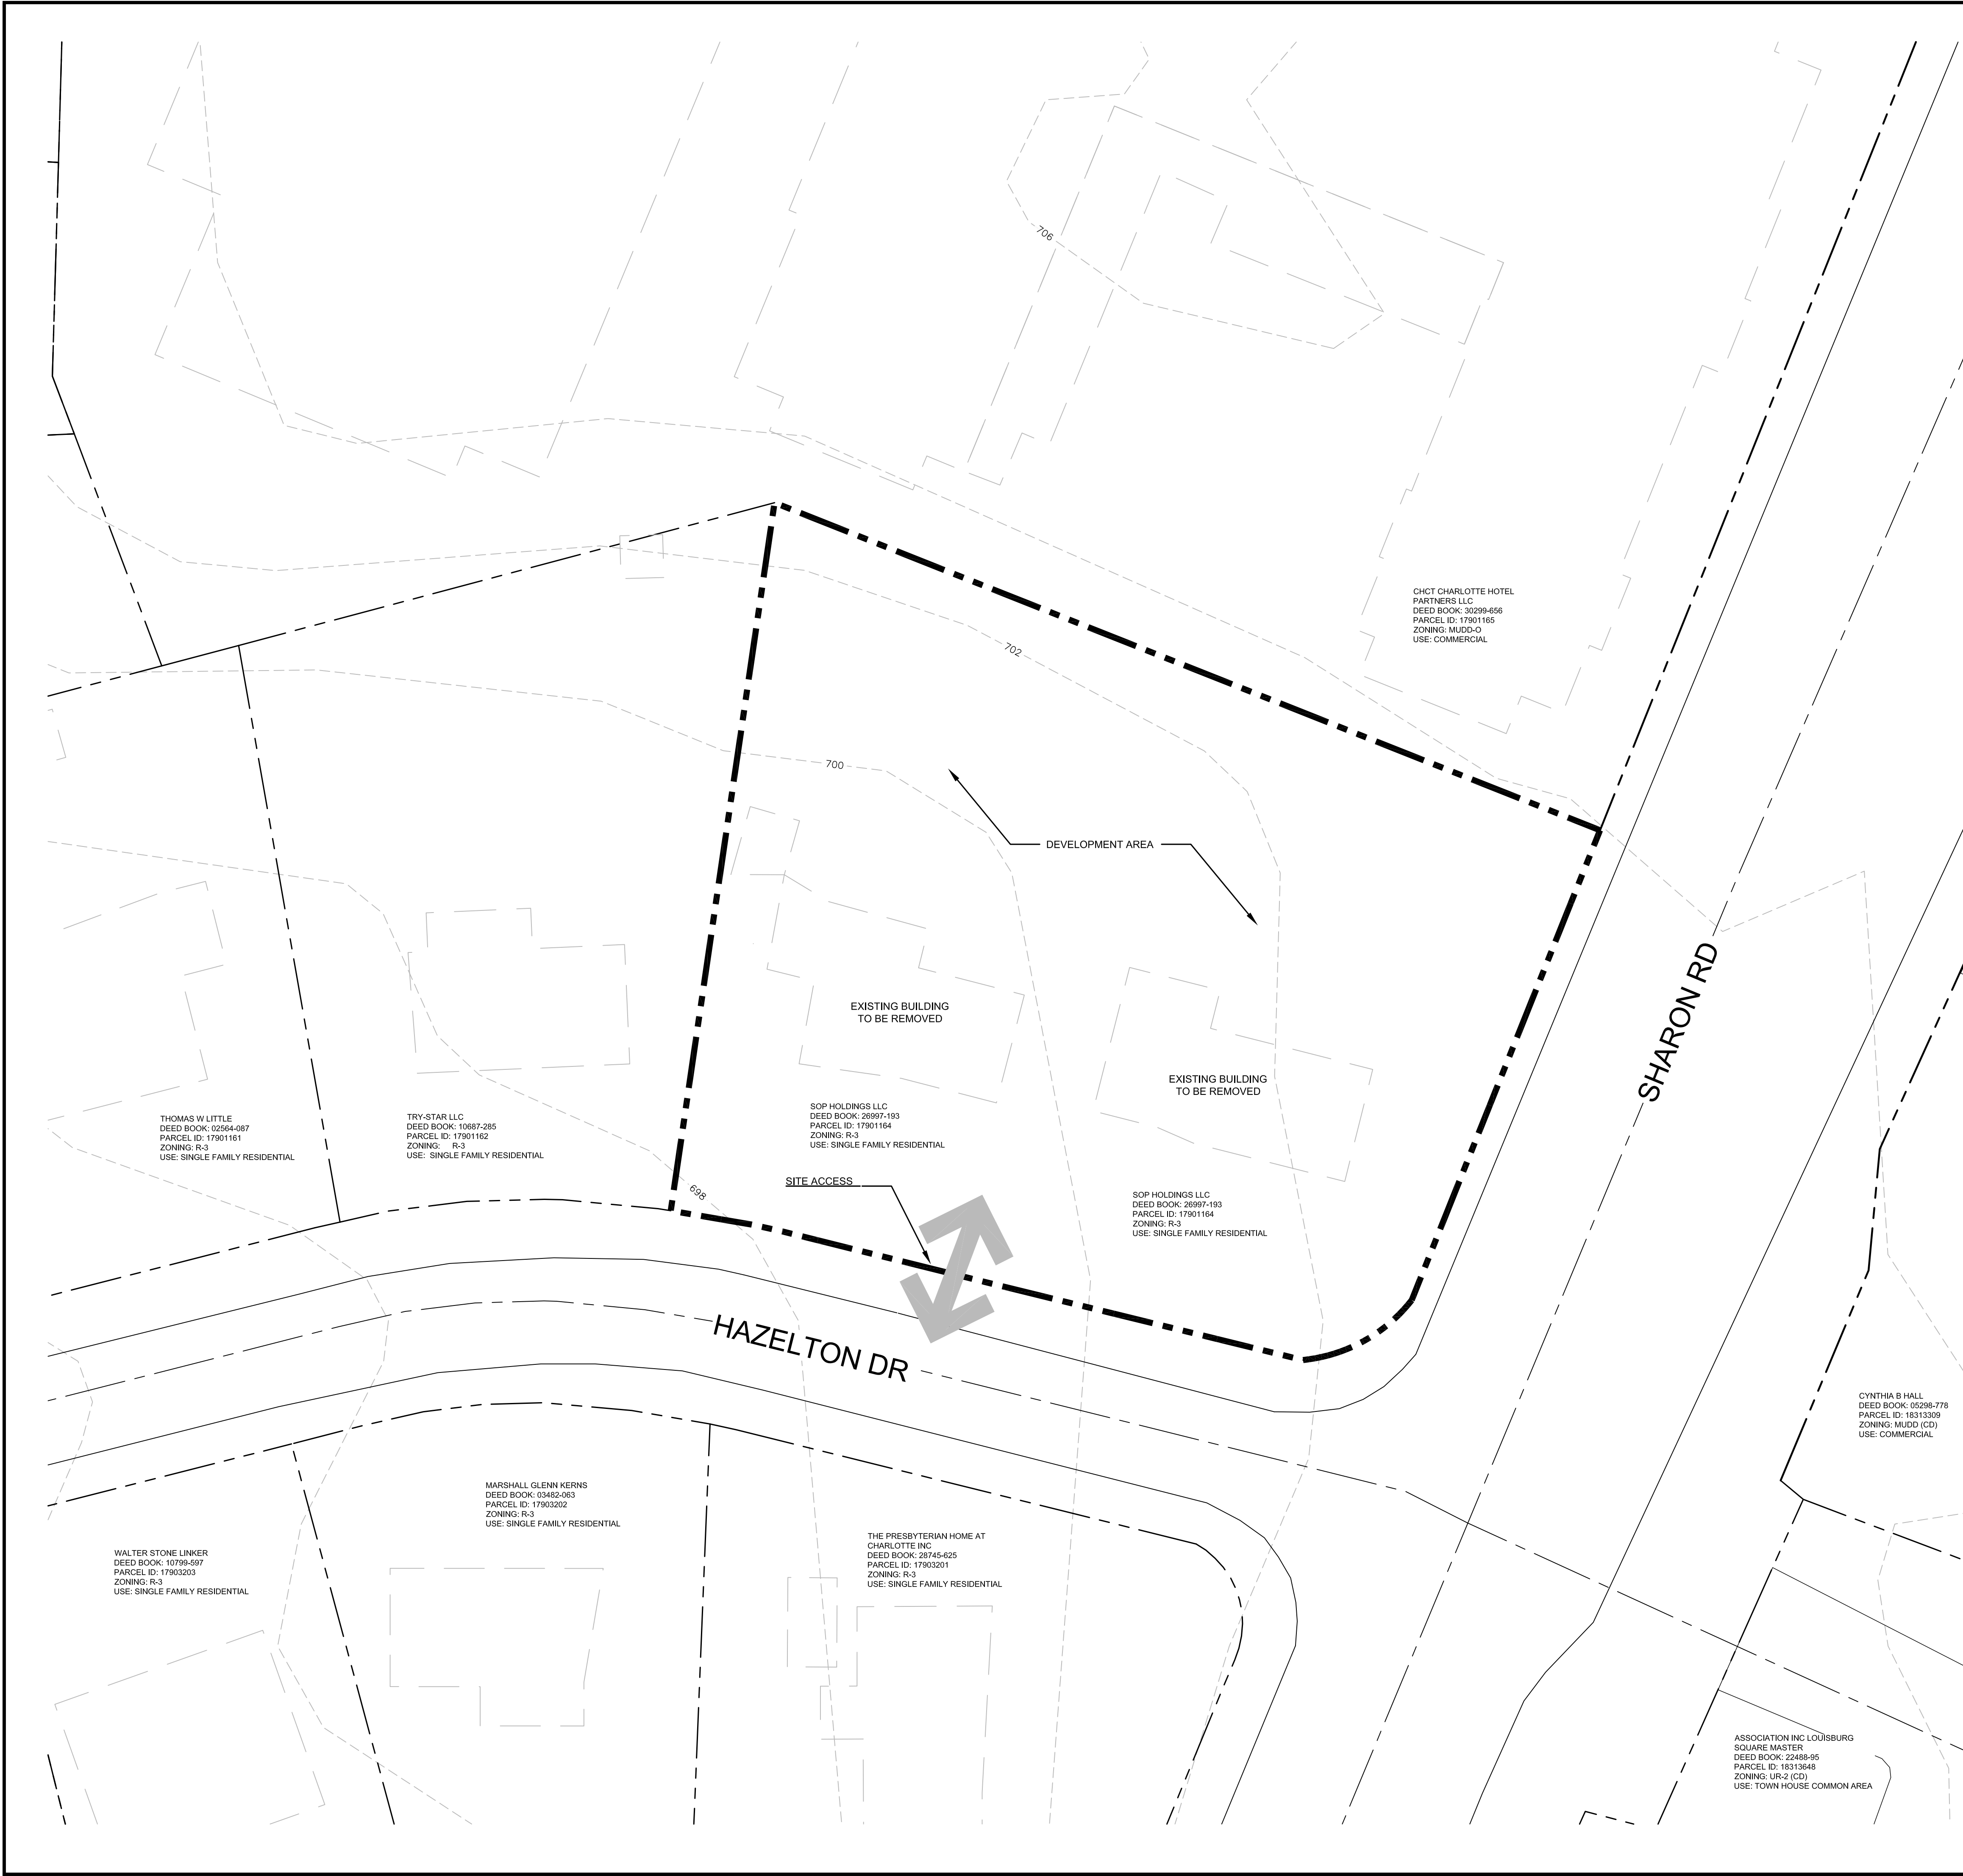 706
CHCT CHARLOTTE HOTEL
PARTNERS LLC
DEED BOOK: 30299-656
PARCEL ID: 17901165
ZONING: MUDD-O
USE: COMMERCIAL
702
700
DEVELOPMENT AREA
SHARON RD
EXISTING BUILDING
TO BE REMOVED
EXISTING BUILDING
TO BE REMOVED
THOMAS W LITTLE
DEED BOOK: 02564-087
PARCEL ID: 17901161
ZONING: R-3
USE: SINGLE FAMILY RESIDENTIAL
TRY-STAR LLC
DEED BOOK: 10687-285
PARCEL ID: 17901162
ZONING: R-3
USE: SINGLE FAMILY RESIDENTIAL
SOP HOLDINGS LLC
DEED BOOK: 26997-193
PARCEL ID: 17901164
ZONING: R-3
USE: SINGLE FAMILY RESIDENTIAL
SITE ACCESS
698
SOP HOLDINGS LLC
DEED BOOK: 26997-193
PARCEL ID: 17901164
ZONING: R-3
USE: SINGLE FAMILY RESIDENTIAL
HAZELTON DR
CYNTHIA B HALL
DEED BOOK: 05298-778
PARCEL ID: 18313309
ZONING: MUDD (CD)
USE: COMMERCIAL
MARSHALL GLENN KERNS
DEED BOOK: 03482-063
PARCEL ID: 17903202
ZONING: R-3
USE: SINGLE FAMILY RESIDENTIAL
THE PRESBYTERIAN HOME AT
CHARLOTTE INC
DEED BOOK: 28745-625
PARCEL ID: 17903201
ZONING: R-3
USE: SINGLE FAMILY RESIDENTIAL
WALTER STONE LINKER
DEED BOOK: 10799-597
PARCEL ID: 17903203
ZONING: R-3
USE: SINGLE FAMILY RESIDENTIAL
ASSOCIATION INC LOUISBURG
SQUARE MASTER
DEED BOOK: 22488-95
PARCEL ID: 18313648
ZONING: UR-2 (CD)
USE: TOWN HOUSE COMMON AREA